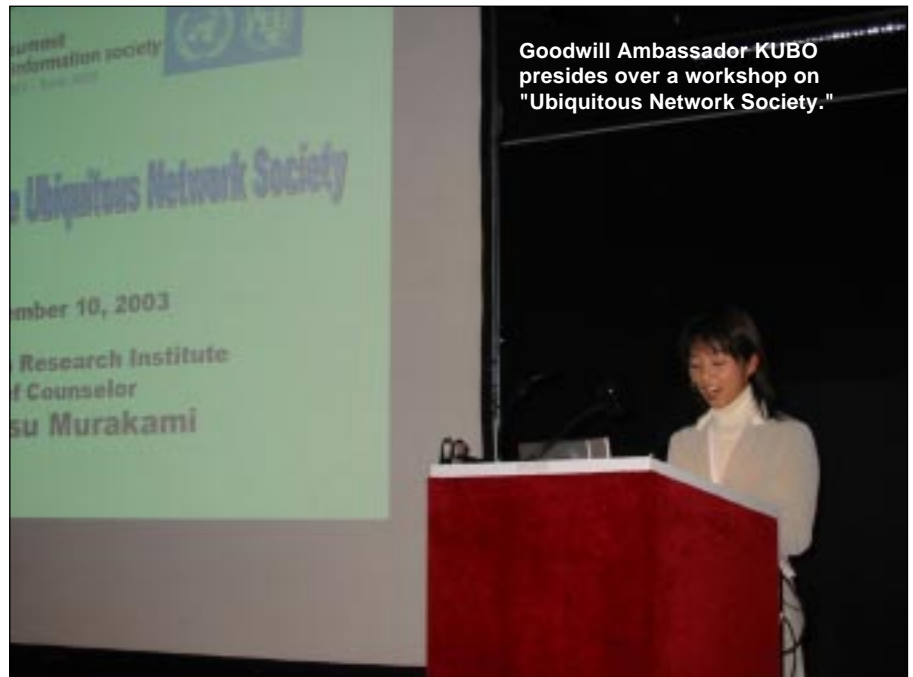 Goodwill Ambassador KUBO
presides over a workshop on
"Ubiquitous Network Society."
summit
information society
e Ubiquitous Network Society
ember 10, 2003
Research Institute
f Counselor
su Murakami